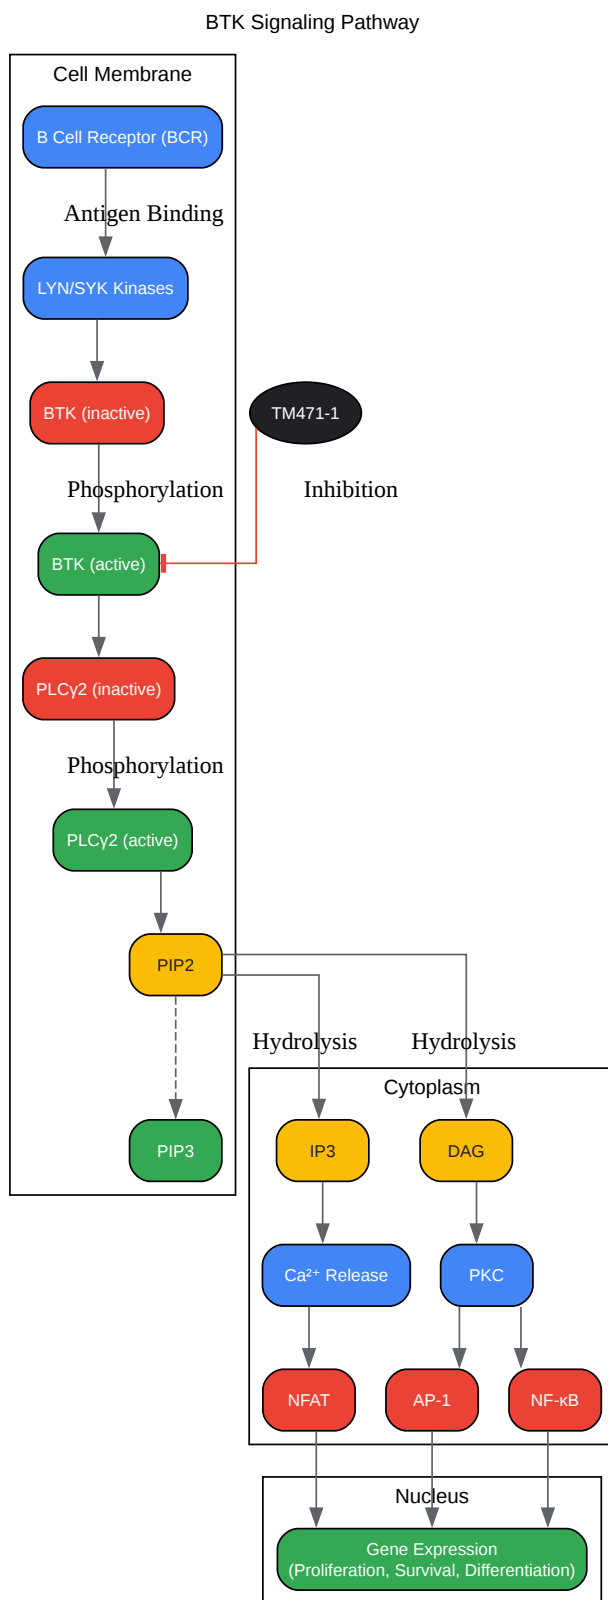 BTK Signaling Pathway
Cell Membrane
B Cell Receptor (BCR)
Antigen Binding
LYN/SYK Kinases
BTK (inactive)
TM471-1
Phosphorylation
Inhibition
BTK (active)
PLCγ2 (inactive)
Phosphorylation
PLCγ2 (active)
PIP2
Hydrolysis
Hydrolysis
Cytoplasm
PIP3
IP3
DAG
Ca²⁺ Release
PKC
NFAT
AP-1
NF-κB
Nucleus
Gene Expression
(Proliferation, Survival, Differentiation)